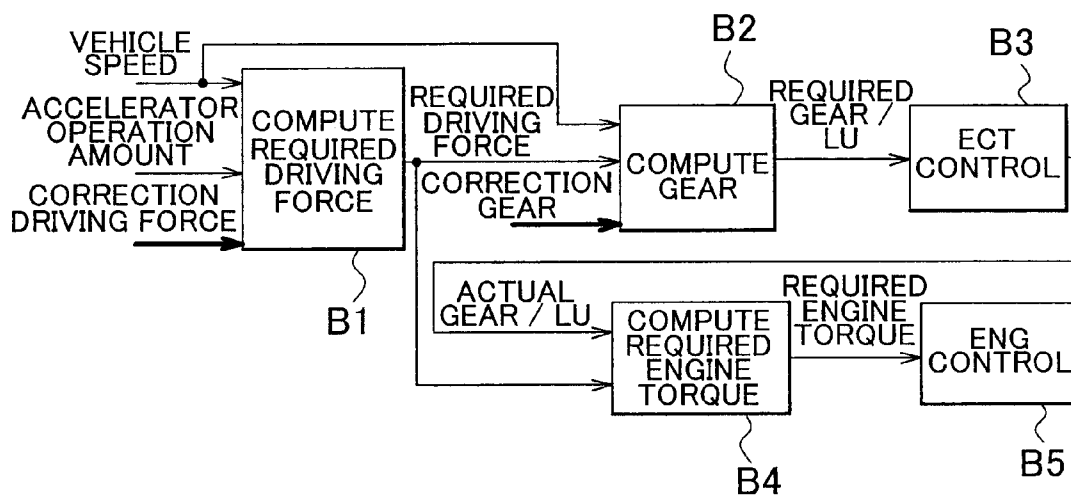 VEHICLE
SPEED
ACCELERATOR
OPERATION
AMOUNT
CORRECTION
DRIVING FORCE
COMPUTE
REQUIRED
DRIVING
FORCE
B1
REQUIRED
DRIVING
FORCE
CORRECTION
GEAR
B2
COMPUTE
GEAR
REQUIRED
GEAR /
LU
B3
ECT
CONTROL
ACTUAL
GEAR / LU
COMPUTE
REQUIRED
ENGINE
TORQUE
B4
REQUIRED
ENGINE
TORQUE
ENG
CONTROL
B5